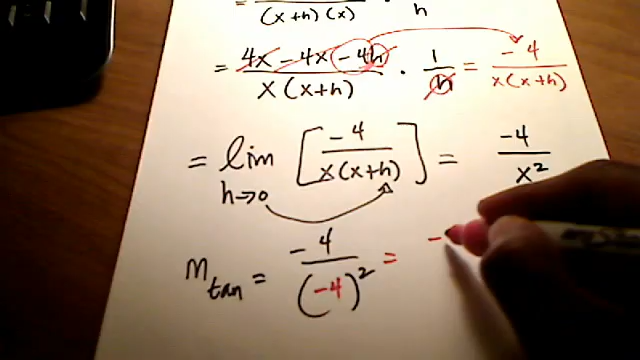 (x+h)(x) · h
= 4x - 4x - 4h / x(x+h) · 1/h = -4 / x(x+h)
= lim h→0 [ -4 / x(x+h) ] = -4 / x²
m tan = -4 / (-4)² = -